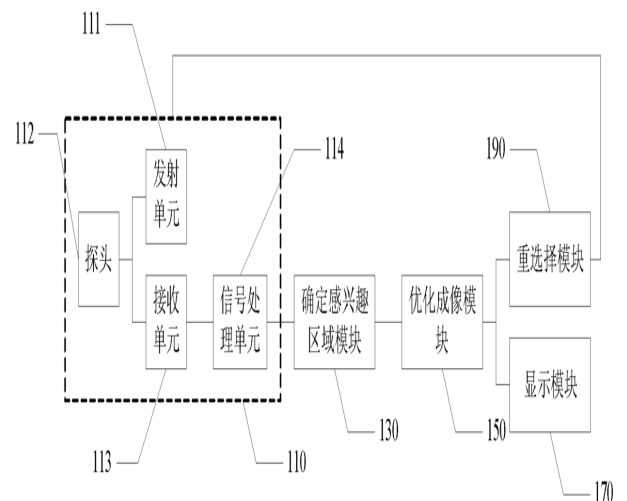 111
112
114
190
发射
单元
探头
重选择模块
接收
单元
信号处
理单元
确定感兴趣
区域模块
优化成像模
块
显示模块
130
150
113
110
170